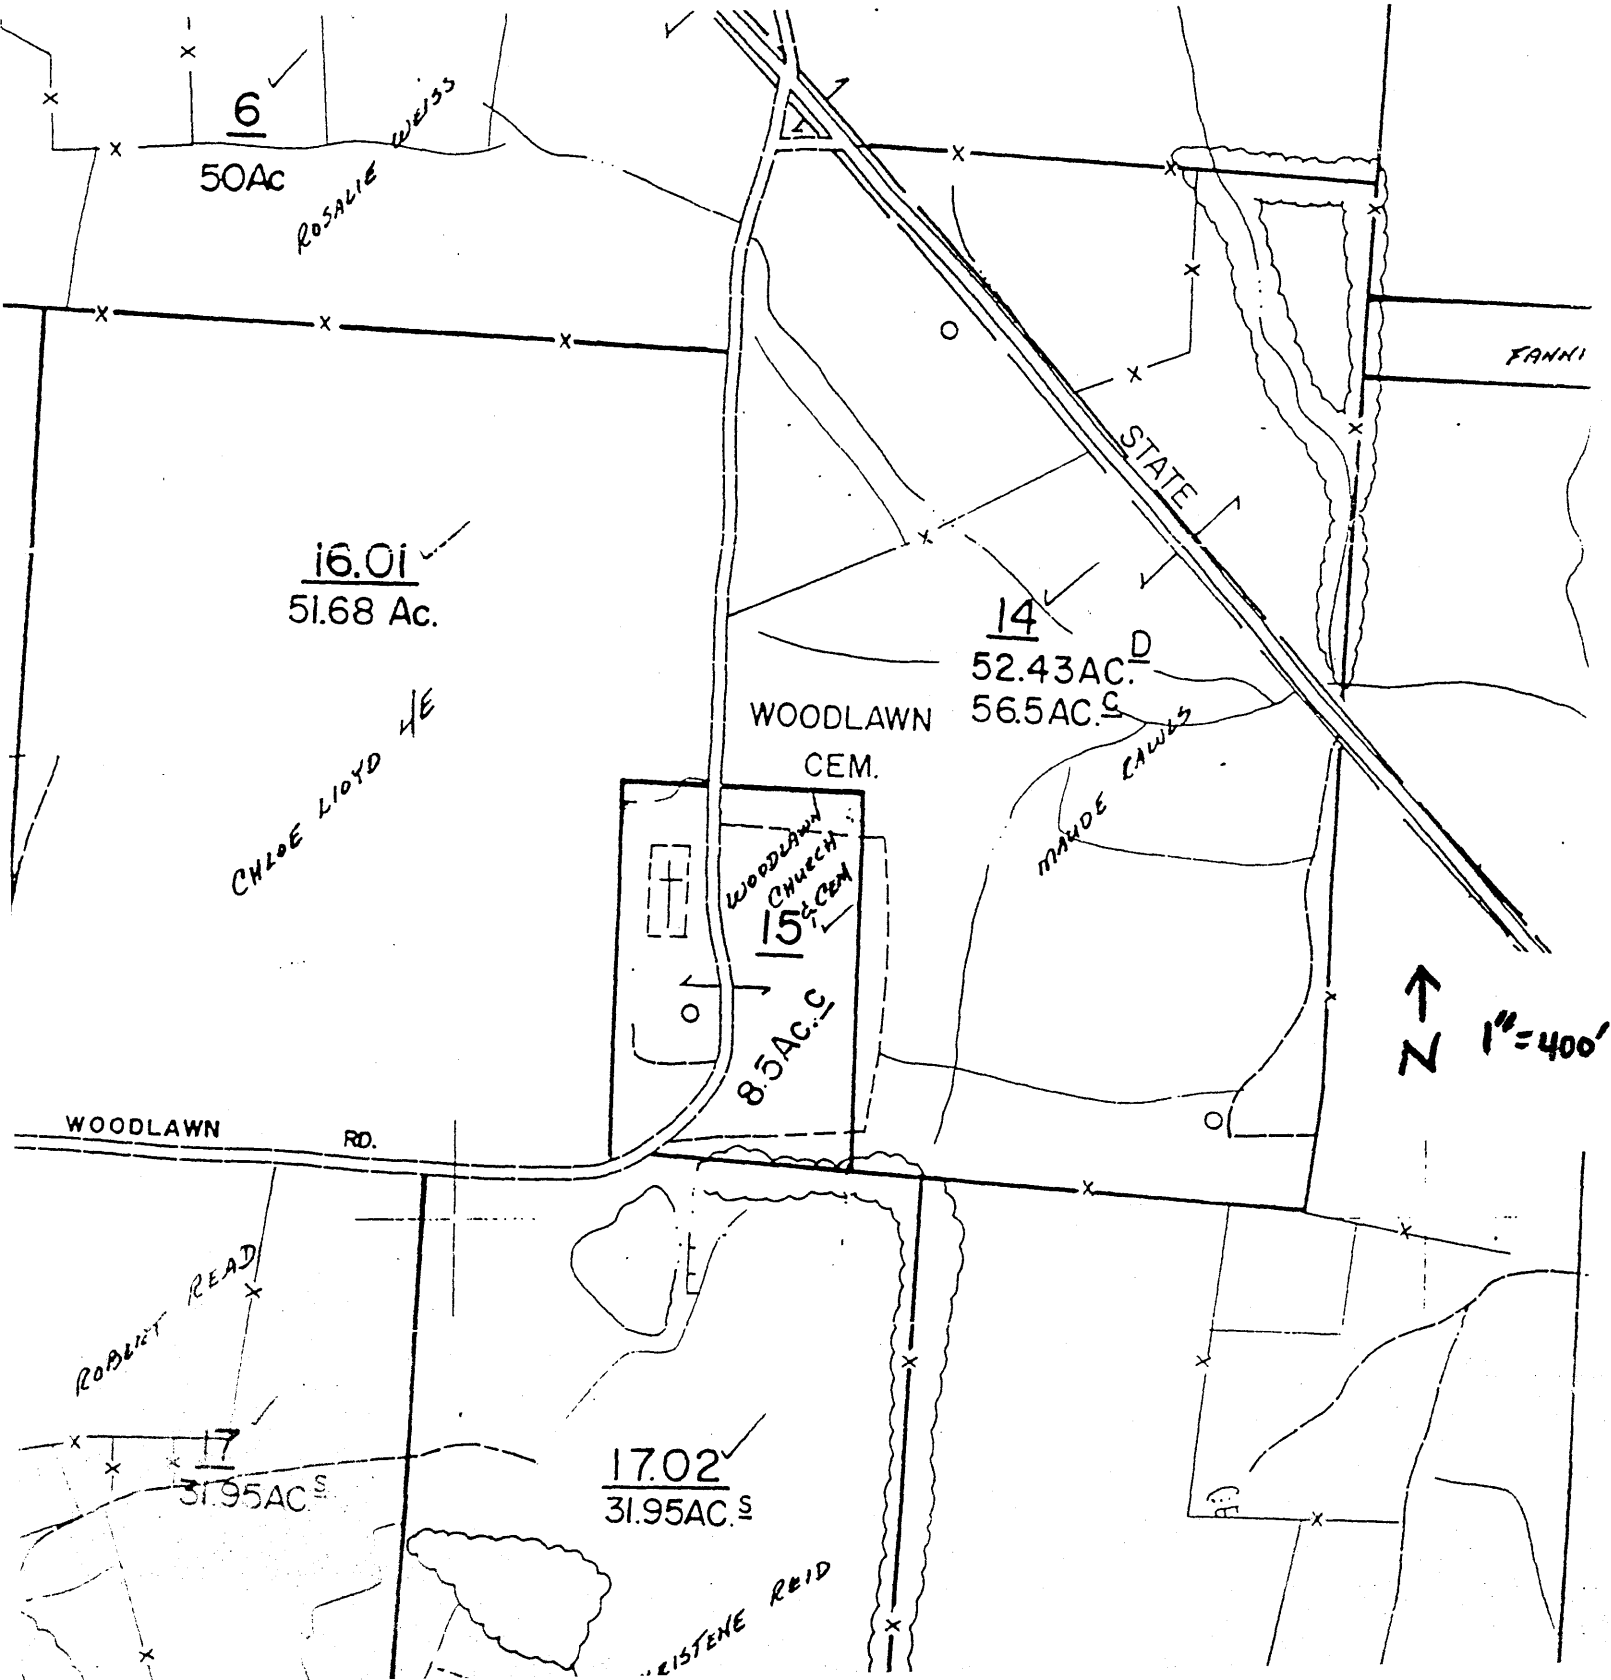 6
50Ac
ROSALIE WEISS
FANNI
STATE
16.01
51.68 Ac.
14
52.43AC.D
56.5AC.C
WOODLAWN
CEM.
CHLOE LLOYD
MAUDE RAWLS
WOODLAWN
CHURCH
& CEM
15
8.5Ac.C
N
1"=400'
WOODLAWN RD.
ROBERT READ
17
31.95AC.S
17.02
31.95AC.S
RISTENE REID